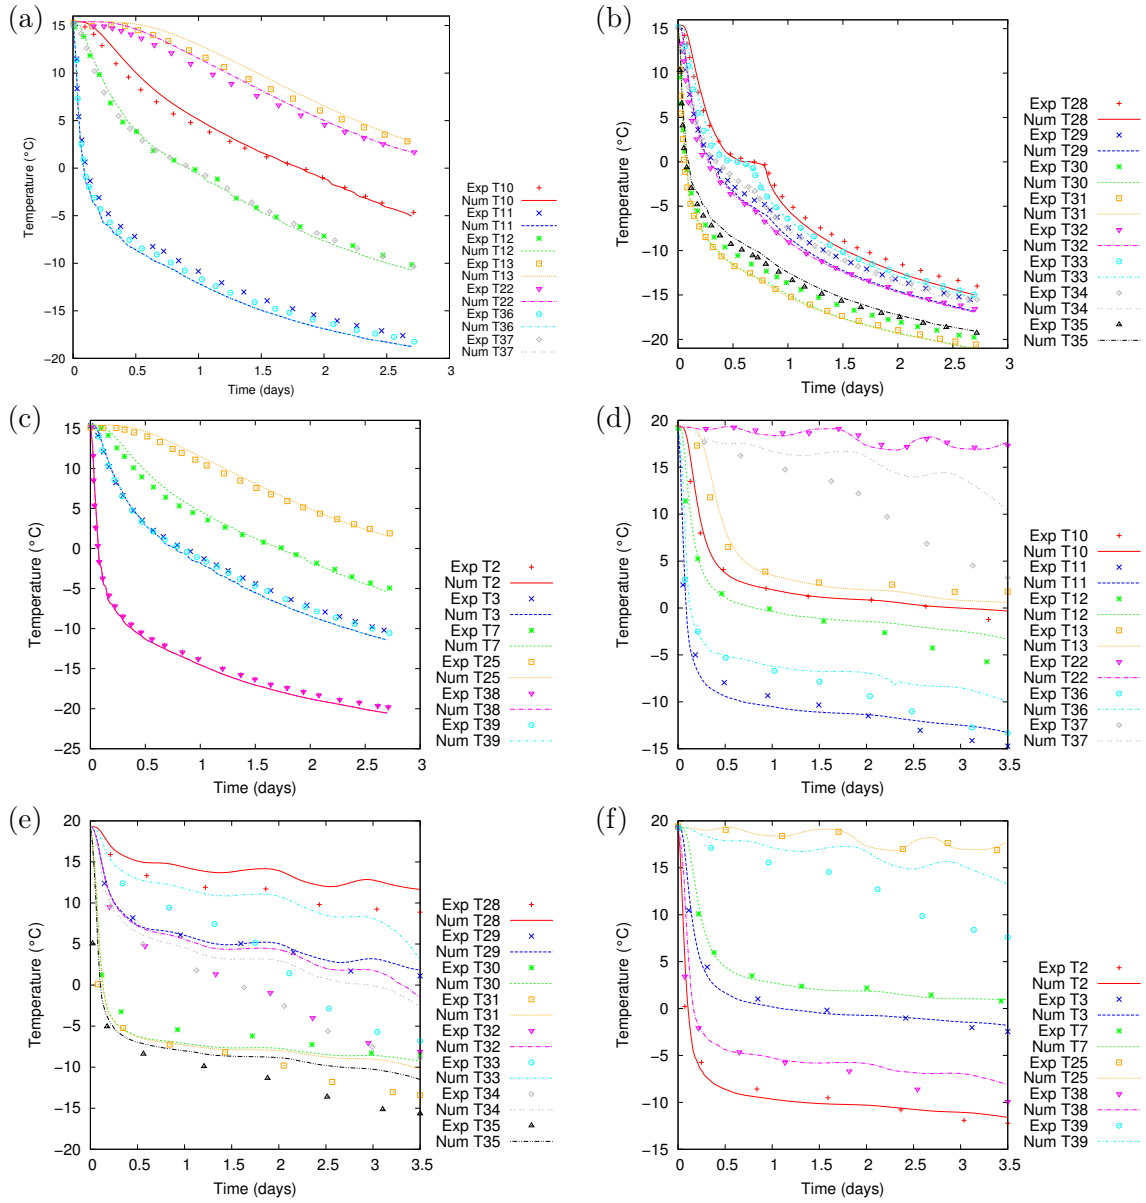 (a)
15
10
5
0
−5
−10
−15
−20
0
0.5
1
1.5
2
2.5
3
Temperature (°C)
Time (days)
Exp T10
Num T10
Exp T11
Num T11
Exp T12
Num T12
Exp T13
Num T13
Exp T22
Num T22
Exp T36
Num T36
Exp T37
Num T37
(b)
15
10
5
0
−5
−10
−15
−20
0
0.5
1
1.5
2
2.5
3
Temperature (°C)
Time (days)
Exp T28
Num T28
Exp T29
Num T29
Exp T30
Num T30
Exp T31
Num T31
Exp T32
Num T32
Exp T33
Num T33
Exp T34
Num T34
Exp T35
Num T35
(c)
15
10
5
0
−5
−10
−15
−20
−25
0
0.5
1
1.5
2
2.5
3
Temperature (°C)
Time (days)
Exp T2
Num T2
Exp T3
Num T3
Exp T7
Num T7
Exp T25
Num T25
Exp T38
Num T38
Exp T39
Num T39
(d)
20
15
10
5
0
−5
−10
−15
0
0.5
1
1.5
2
2.5
3
3.5
Temperature (°C)
Time (days)
Exp T10
Num T10
Exp T11
Num T11
Exp T12
Num T12
Exp T13
Num T13
Exp T22
Num T22
Exp T36
Num T36
Exp T37
Num T37
(e)
20
15
10
5
0
−5
−10
−15
−20
0
0.5
1
1.5
2
2.5
3
3.5
Temperature (°C)
Time (days)
Exp T28
Num T28
Exp T29
Num T29
Exp T30
Num T30
Exp T31
Num T31
Exp T32
Num T32
Exp T33
Num T33
Exp T34
Num T34
Exp T35
Num T35
(f)
20
15
10
5
0
−5
−10
−15
0
0.5
1
1.5
2
2.5
3
3.5
Temperature (°C)
Time (days)
Exp T2
Num T2
Exp T3
Num T3
Exp T7
Num T7
Exp T25
Num T25
Exp T38
Num T38
Exp T39
Num T39